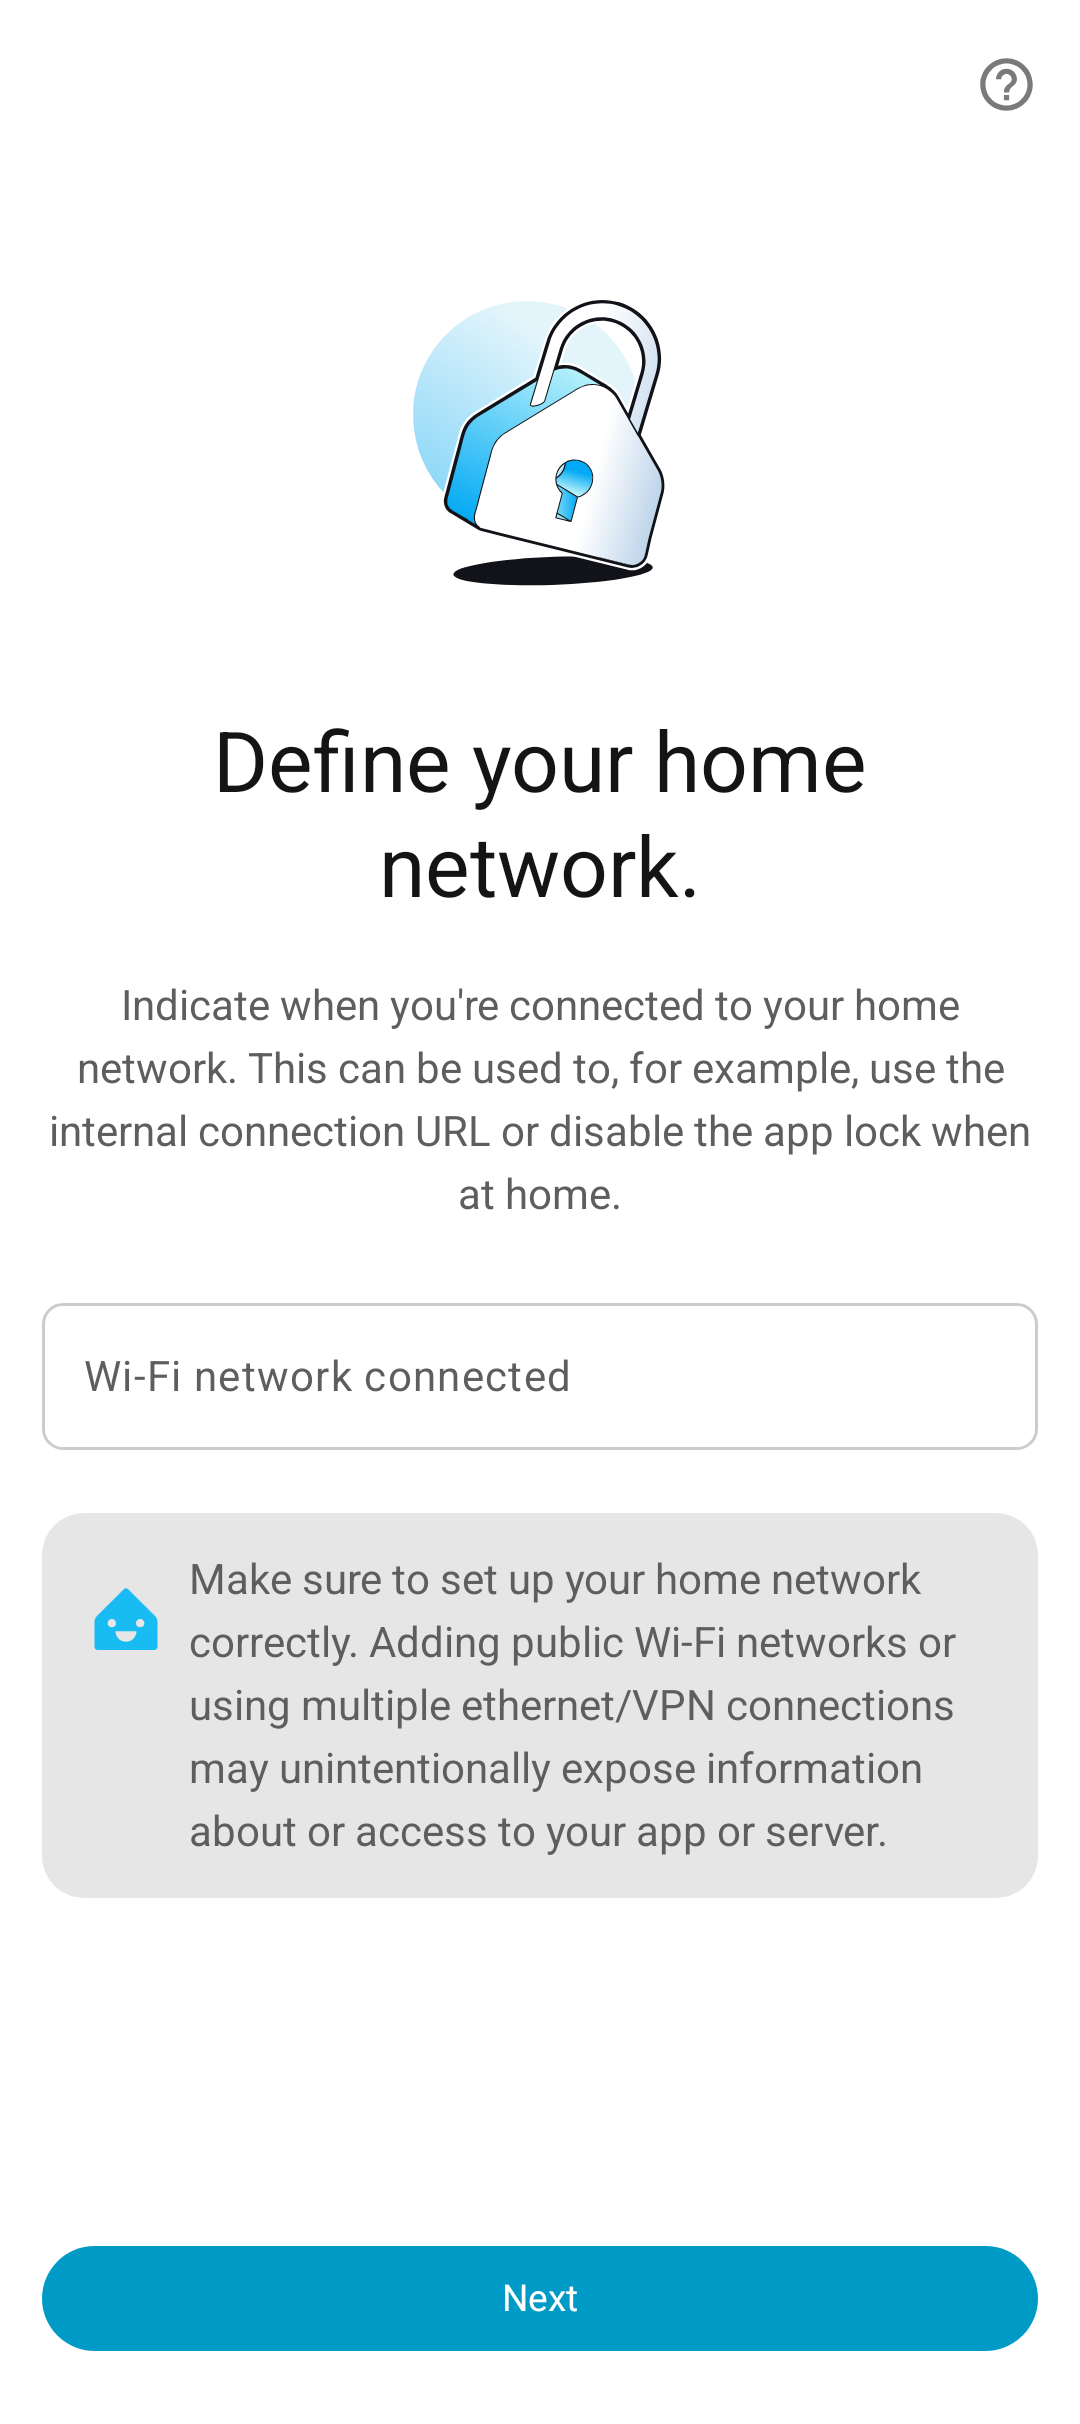 Define your home
network.
Indicate when you're connected to your home
network. This can be used to, for example, use the
internal connection URL or disable the app lock when
at home.
Wi-Fi network connected
Make sure to set up your home network
correctly. Adding public Wi-Fi networks or
using multiple ethernet/VPN connections
may unintentionally expose information
about or access to your app or server.
Next